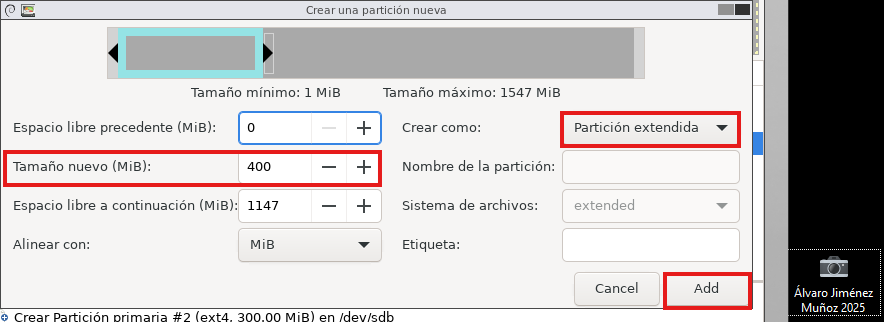 Crear una partición nueva
Tamaño mínimo: 1 MiB Tamaño máximo: 1547 MiB
Espacio libre precedente (MiB): 0 Crear como: Partición extendida
Tamaño nuevo (MiB): 400 Nombre de la partición:
Espacio libre a continuación (MiB): 1147 Sistema de archivos: extended
Alinear con: MiB Etiqueta:
Cancel Add
Álvaro Jiménez
Muñoz 2025
Crear Partición primaria #2 (ext4, 300.00 MiB) en /dev/sdb